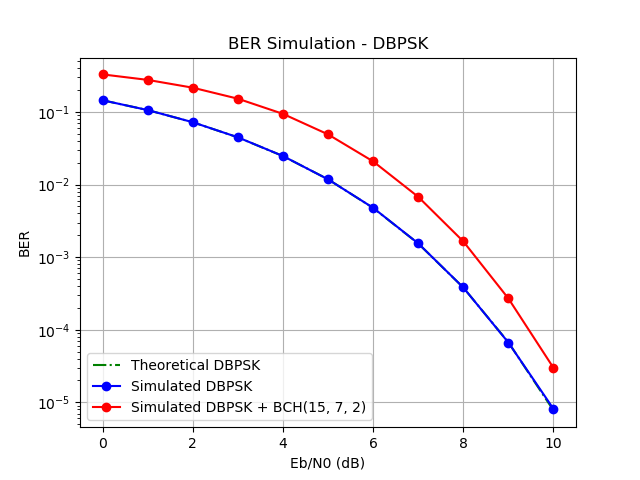 BER Simulation - DBPSK
BER
10⁻¹
10⁻²
10⁻³
10⁻⁴
10⁻⁵
Theoretical DBPSK
Simulated DBPSK
Simulated DBPSK + BCH(15, 7, 2)
0 2 4 6 8 10
Eb/N0 (dB)